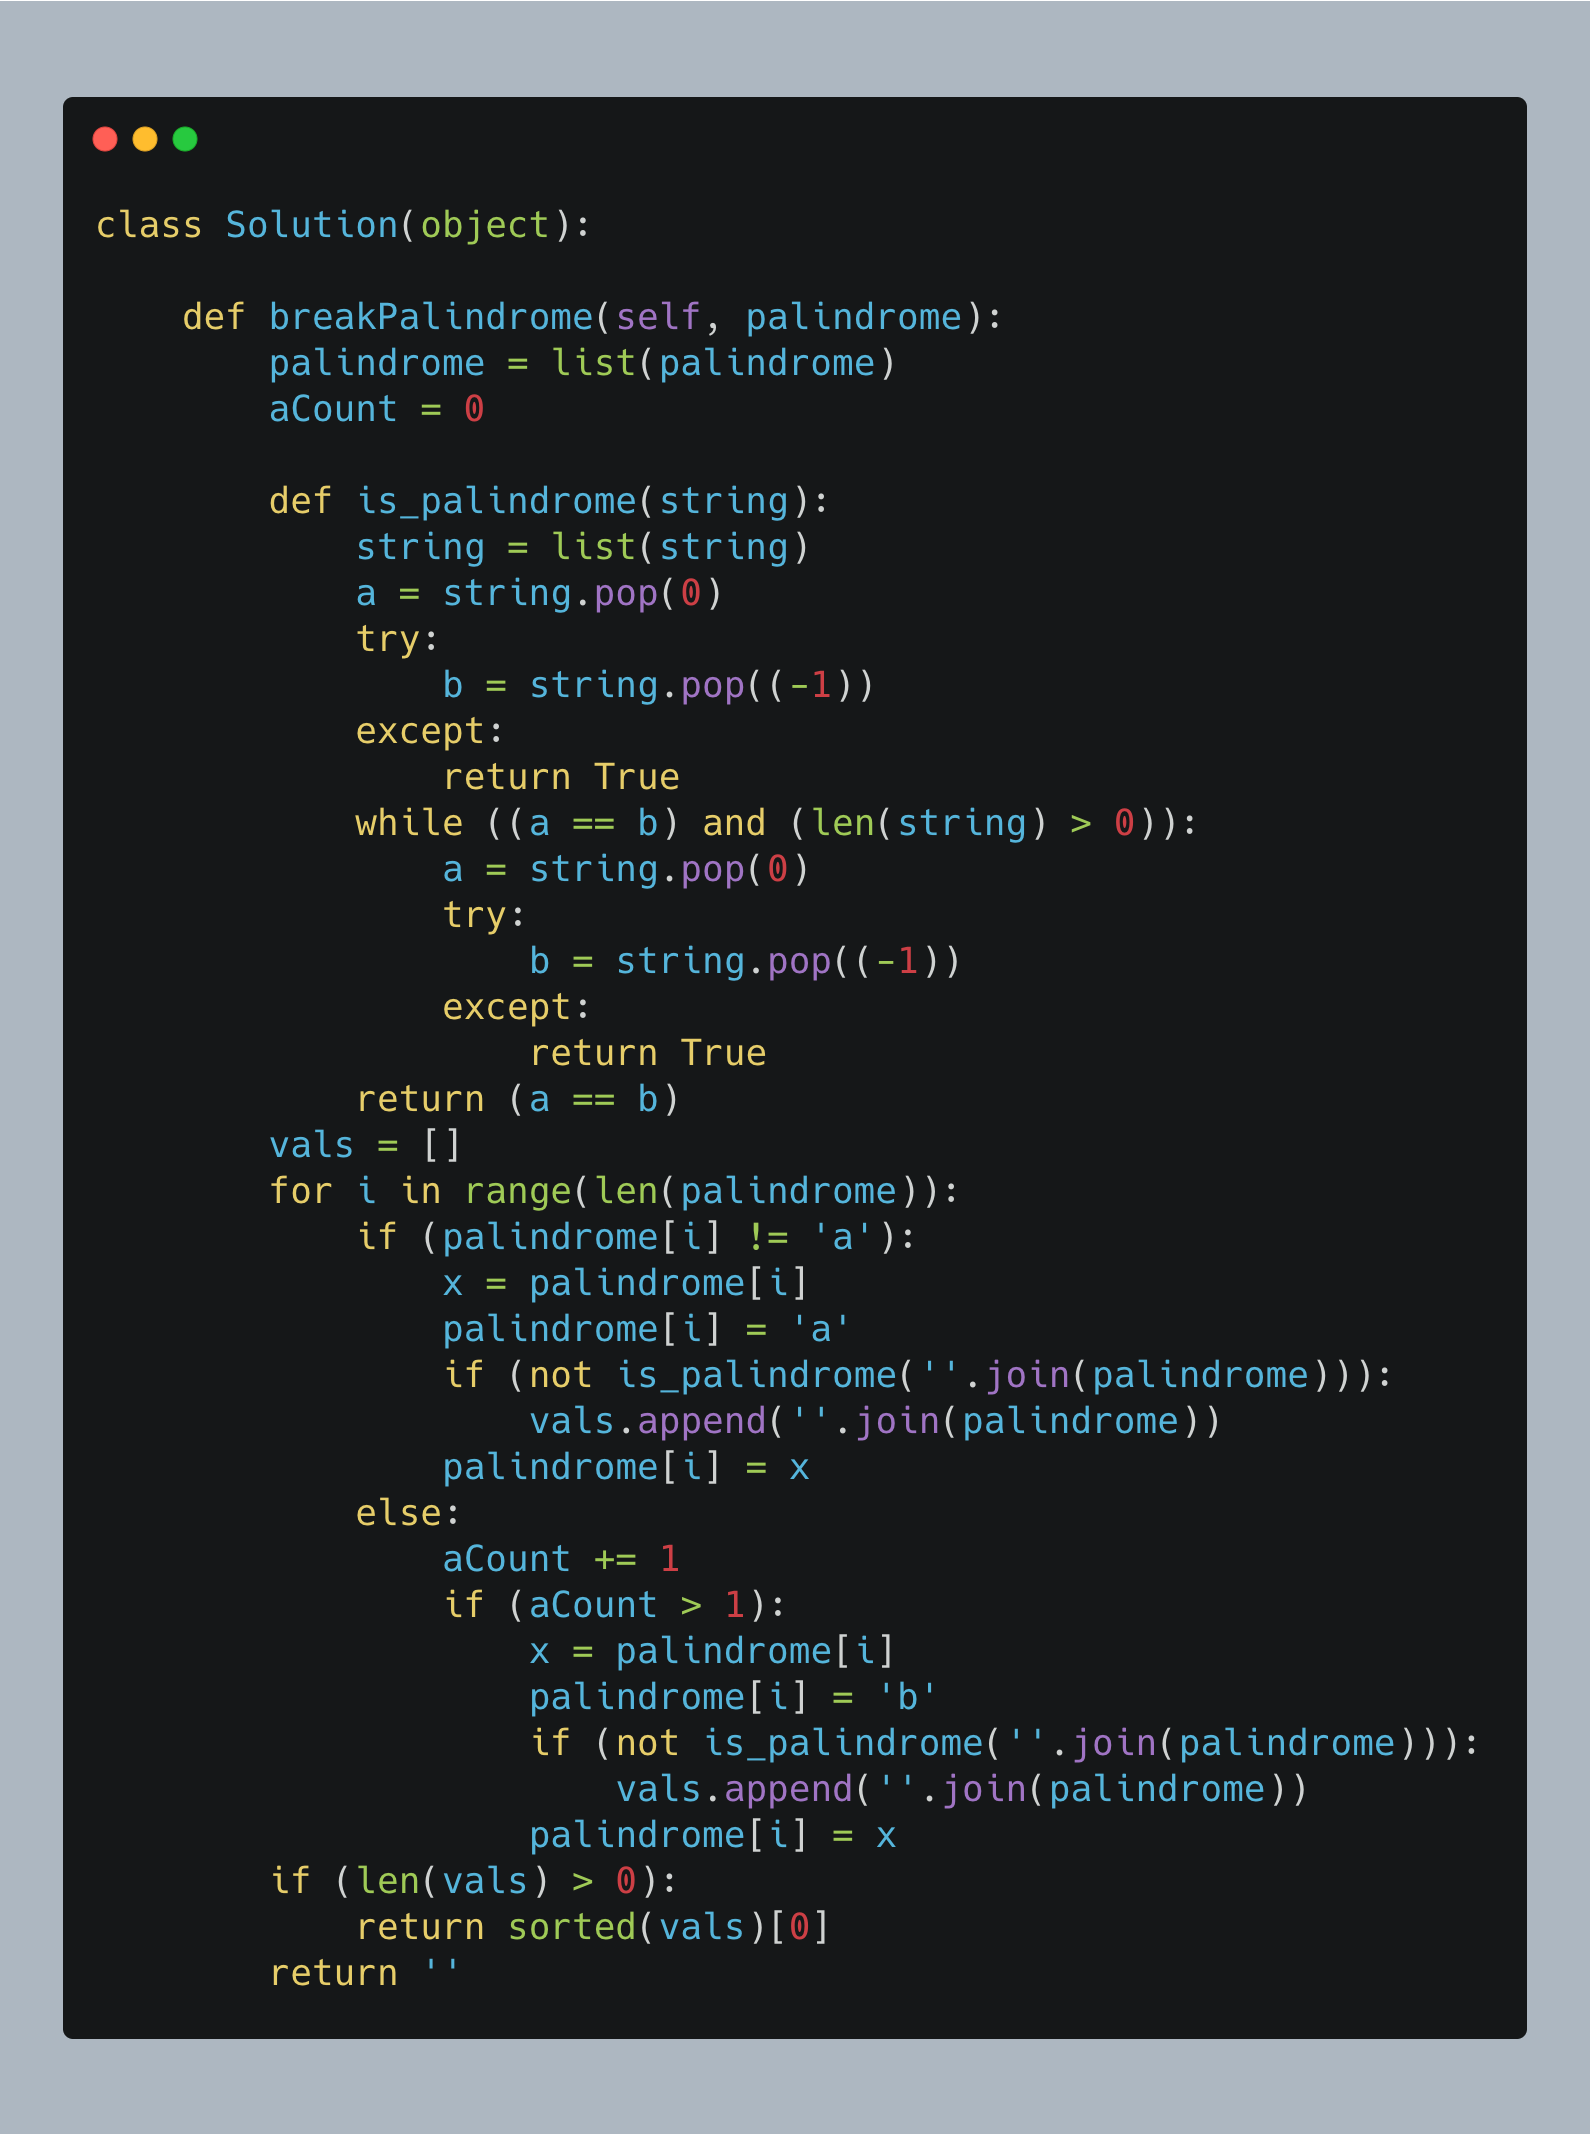 class Solution(object):

    def breakPalindrome(self, palindrome):
        palindrome = list(palindrome)
        aCount = 0

        def is_palindrome(string):
            string = list(string)
            a = string.pop(0)
            try:
                b = string.pop((-1))
            except:
                return True
            while ((a == b) and (len(string) > 0)):
                a = string.pop(0)
                try:
                    b = string.pop((-1))
                except:
                    return True
            return (a == b)
        vals = []
        for i in range(len(palindrome)):
            if (palindrome[i] != 'a'):
                x = palindrome[i]
                palindrome[i] = 'a'
                if (not is_palindrome(''.join(palindrome))):
                    vals.append(''.join(palindrome))
                palindrome[i] = x
            else:
                aCount += 1
                if (aCount > 1):
                    x = palindrome[i]
                    palindrome[i] = 'b'
                    if (not is_palindrome(''.join(palindrome))):
                        vals.append(''.join(palindrome))
                    palindrome[i] = x
        if (len(vals) > 0):
            return sorted(vals)[0]
        return ''